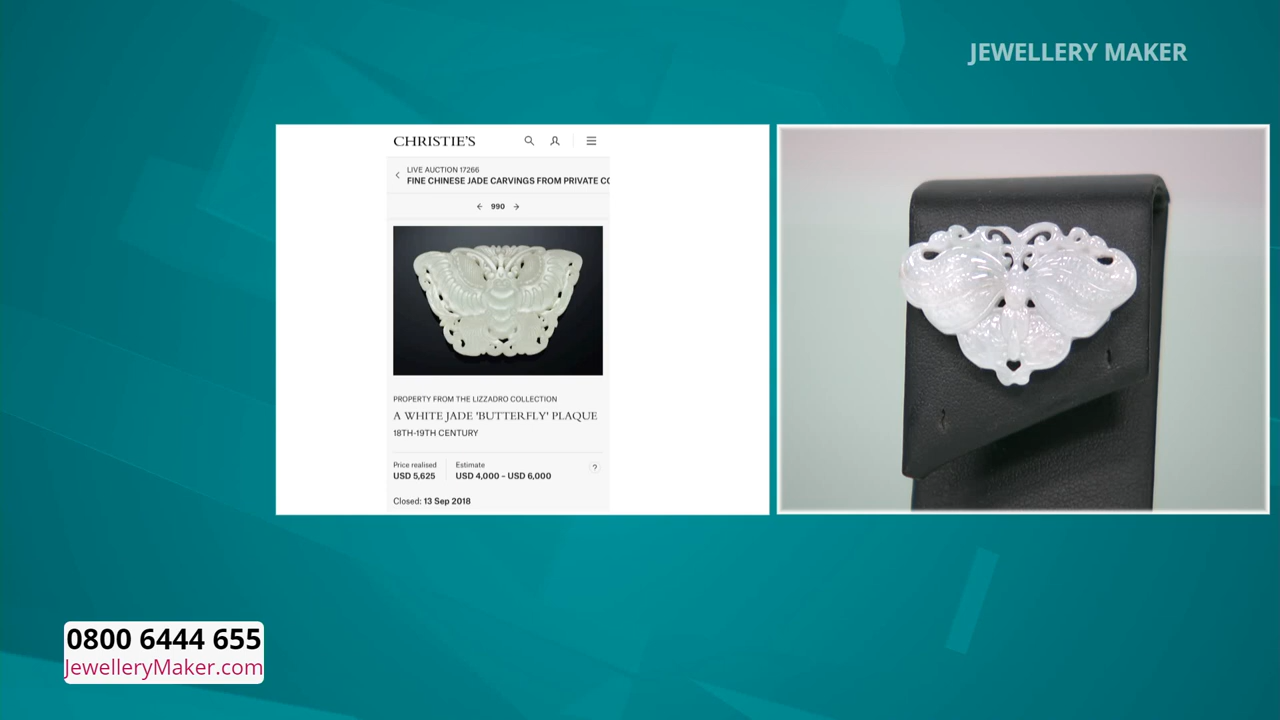 JEWELLERY MAKER
CHRISTIE'S
LIVE AUCTION 17266
FINE CHINESE JADE CARVINGS FROM PRIVATE CO
990
PROPERTY FROM THE LIZZADRO COLLECTION
A WHITE JADE 'BUTTERFLY' PLAQUE
18TH-19TH CENTURY
Price realised
USD 5,625
Estimate
USD 4,000 – USD 6,000
?
Closed: 13 Sep 2018
0800 6444 655
JewelleryMaker.com